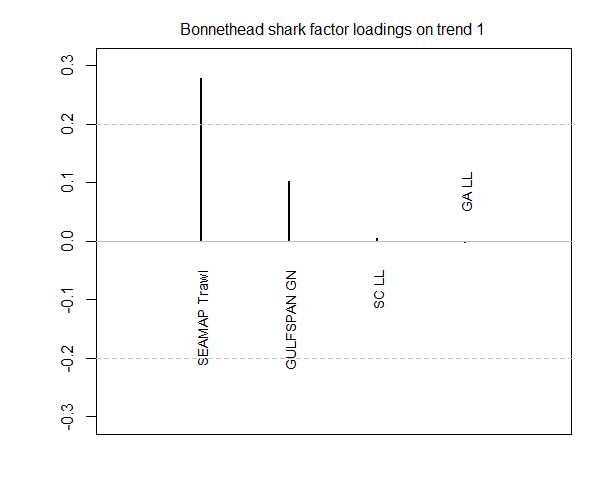 Bonnethead shark factor loadings on trend 1
0.3
0.2
0.1
0.0
-0.1
-0.2
-0.3
SEAMAP Trawl
GULFSPAN GN
SC LL
GA LL